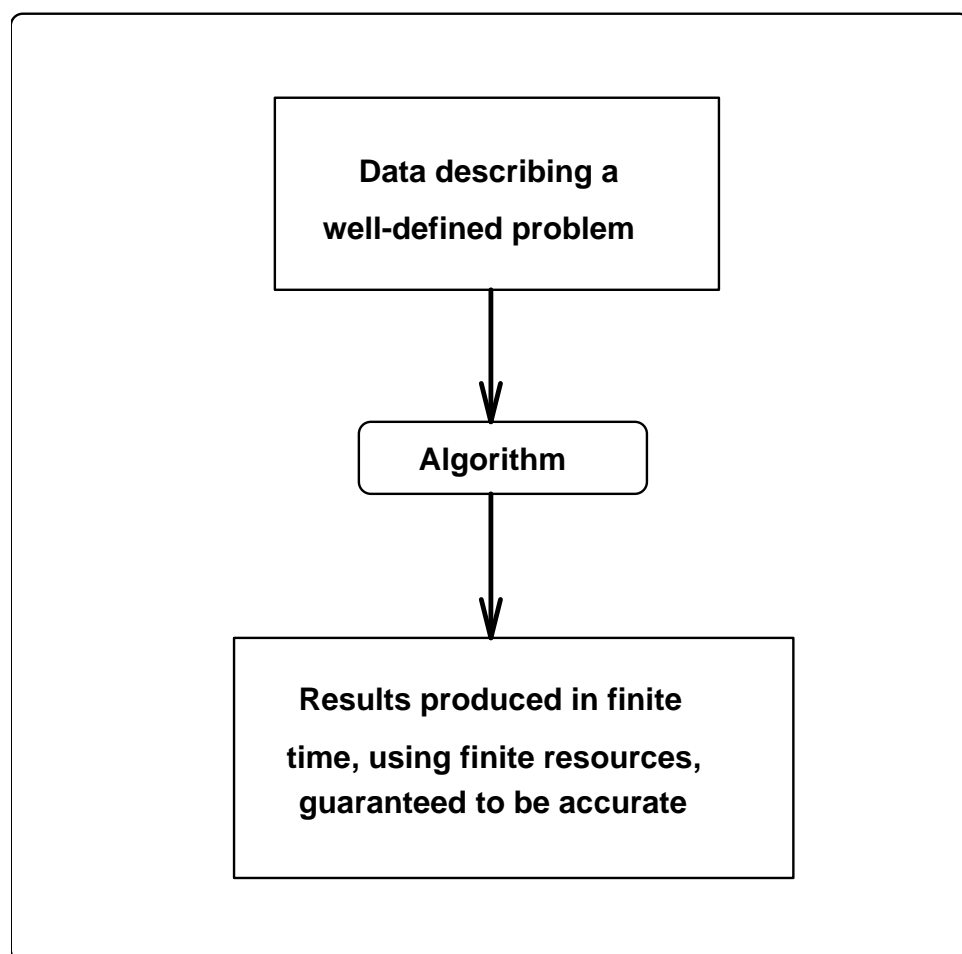 Data describing a
well-defined problem
Algorithm
Results produced in finite
time, using finite resources,
guaranteed to be accurate